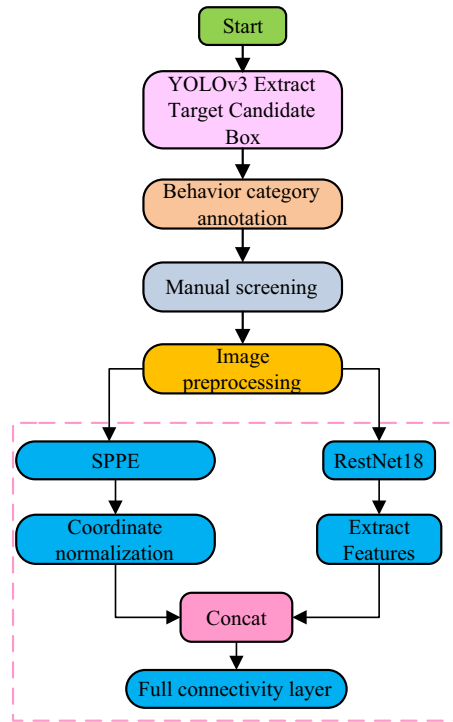 Start
YOLOv3 Extract
Target Candidate
Box
Behavior category
annotation
Manual screening
Image
preprocessing
SPPE
RestNet18
Coordinate
normalization
Extract
Features
Concat
Full connectivity layer